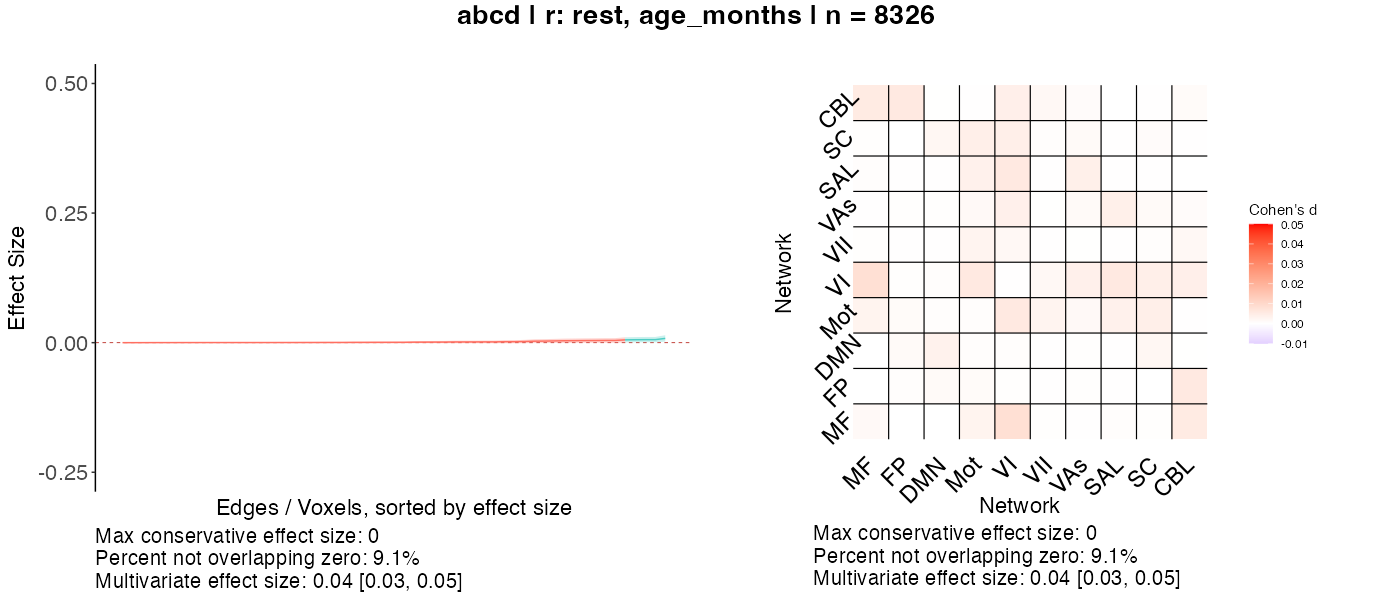 abcd | r: rest, age_months | n = 8326
0.50
0.25
0.00
-0.25
Effect Size
Edges / Voxels, sorted by effect size
Max conservative effect size: 0
Percent not overlapping zero: 9.1%
Multivariate effect size: 0.04 [0.03, 0.05]
Network
CBL
SC
SAL
VAs
VII
VI
Mot
DMN
FP
MF
MF
FP
DMN
Mot
VI
VII
VAs
SAL
SC
CBL
Network
Max conservative effect size: 0
Percent not overlapping zero: 9.1%
Multivariate effect size: 0.04 [0.03, 0.05]
Cohen's d
0.05
0.04
0.03
0.02
0.01
0.00
-0.01